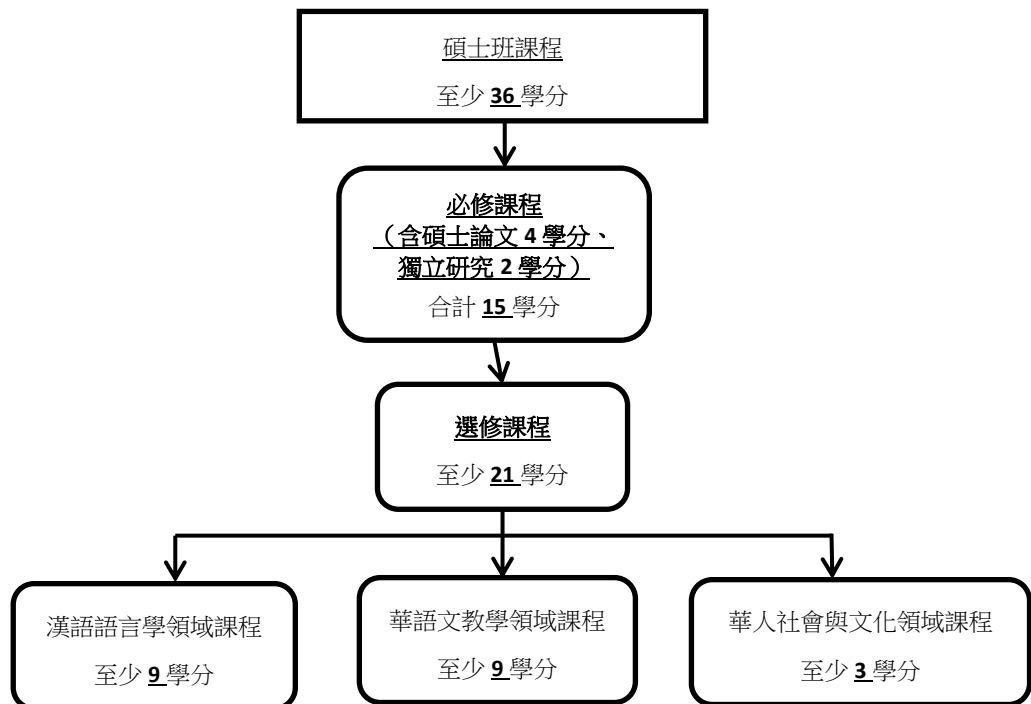 碩士班課程
至少 36 學分
必修課程
（含碩士論文 4 學分、
獨立研究 2 學分）
合計 15 學分
選修課程
至少 21 學分
漢語語言學領域課程
至少 9 學分
華語文教學領域課程
至少 9 學分
華人社會與文化領域課程
至少 3 學分